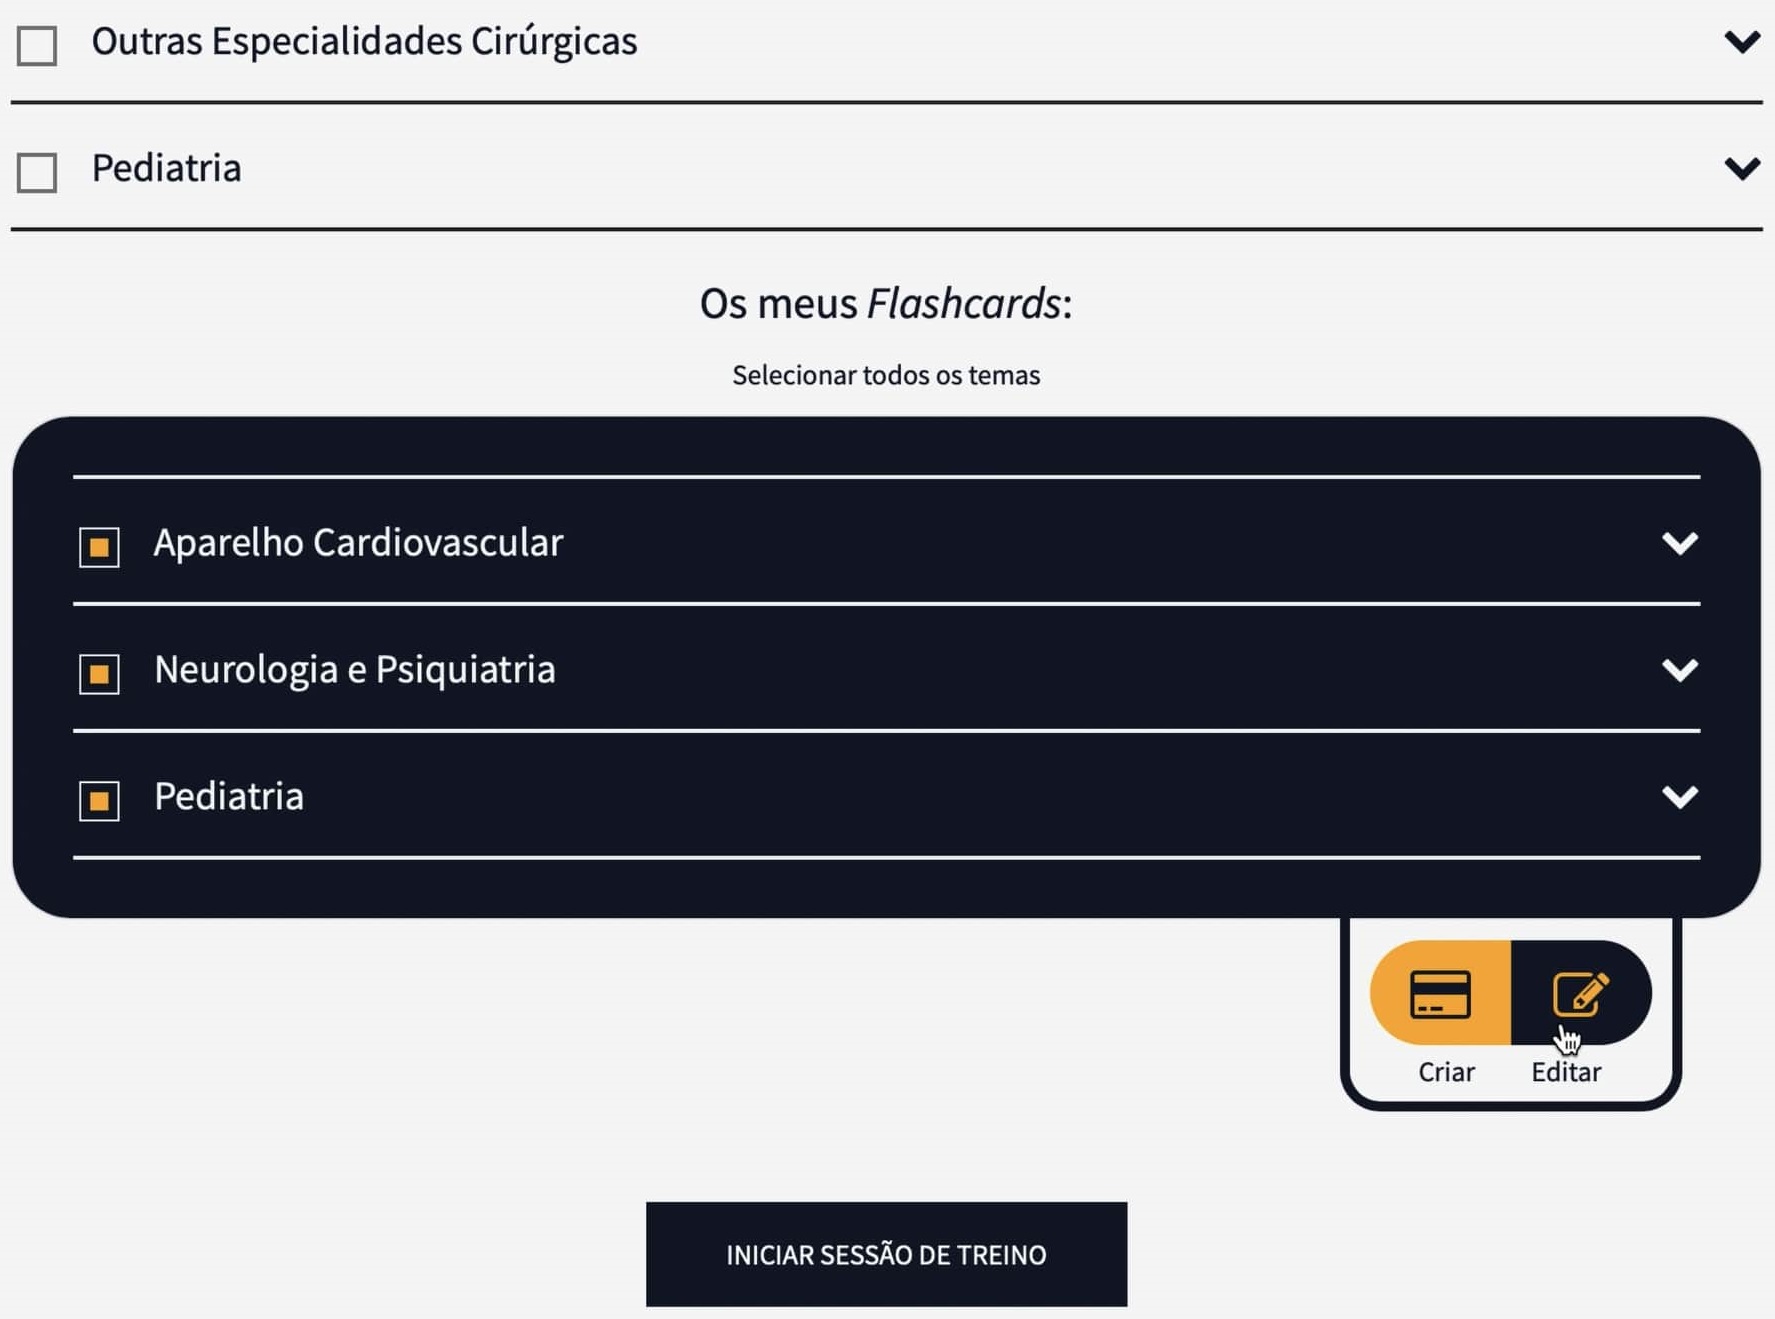 Outras Especialidades Cirúrgicas
Pediatria
Os meus Flashcards:
Selecionar todos os temas
Aparelho Cardiovascular
Neurologia e Psiquiatria
Pediatria
Criar
Editar
INICIAR SESSÃO DE TREINO